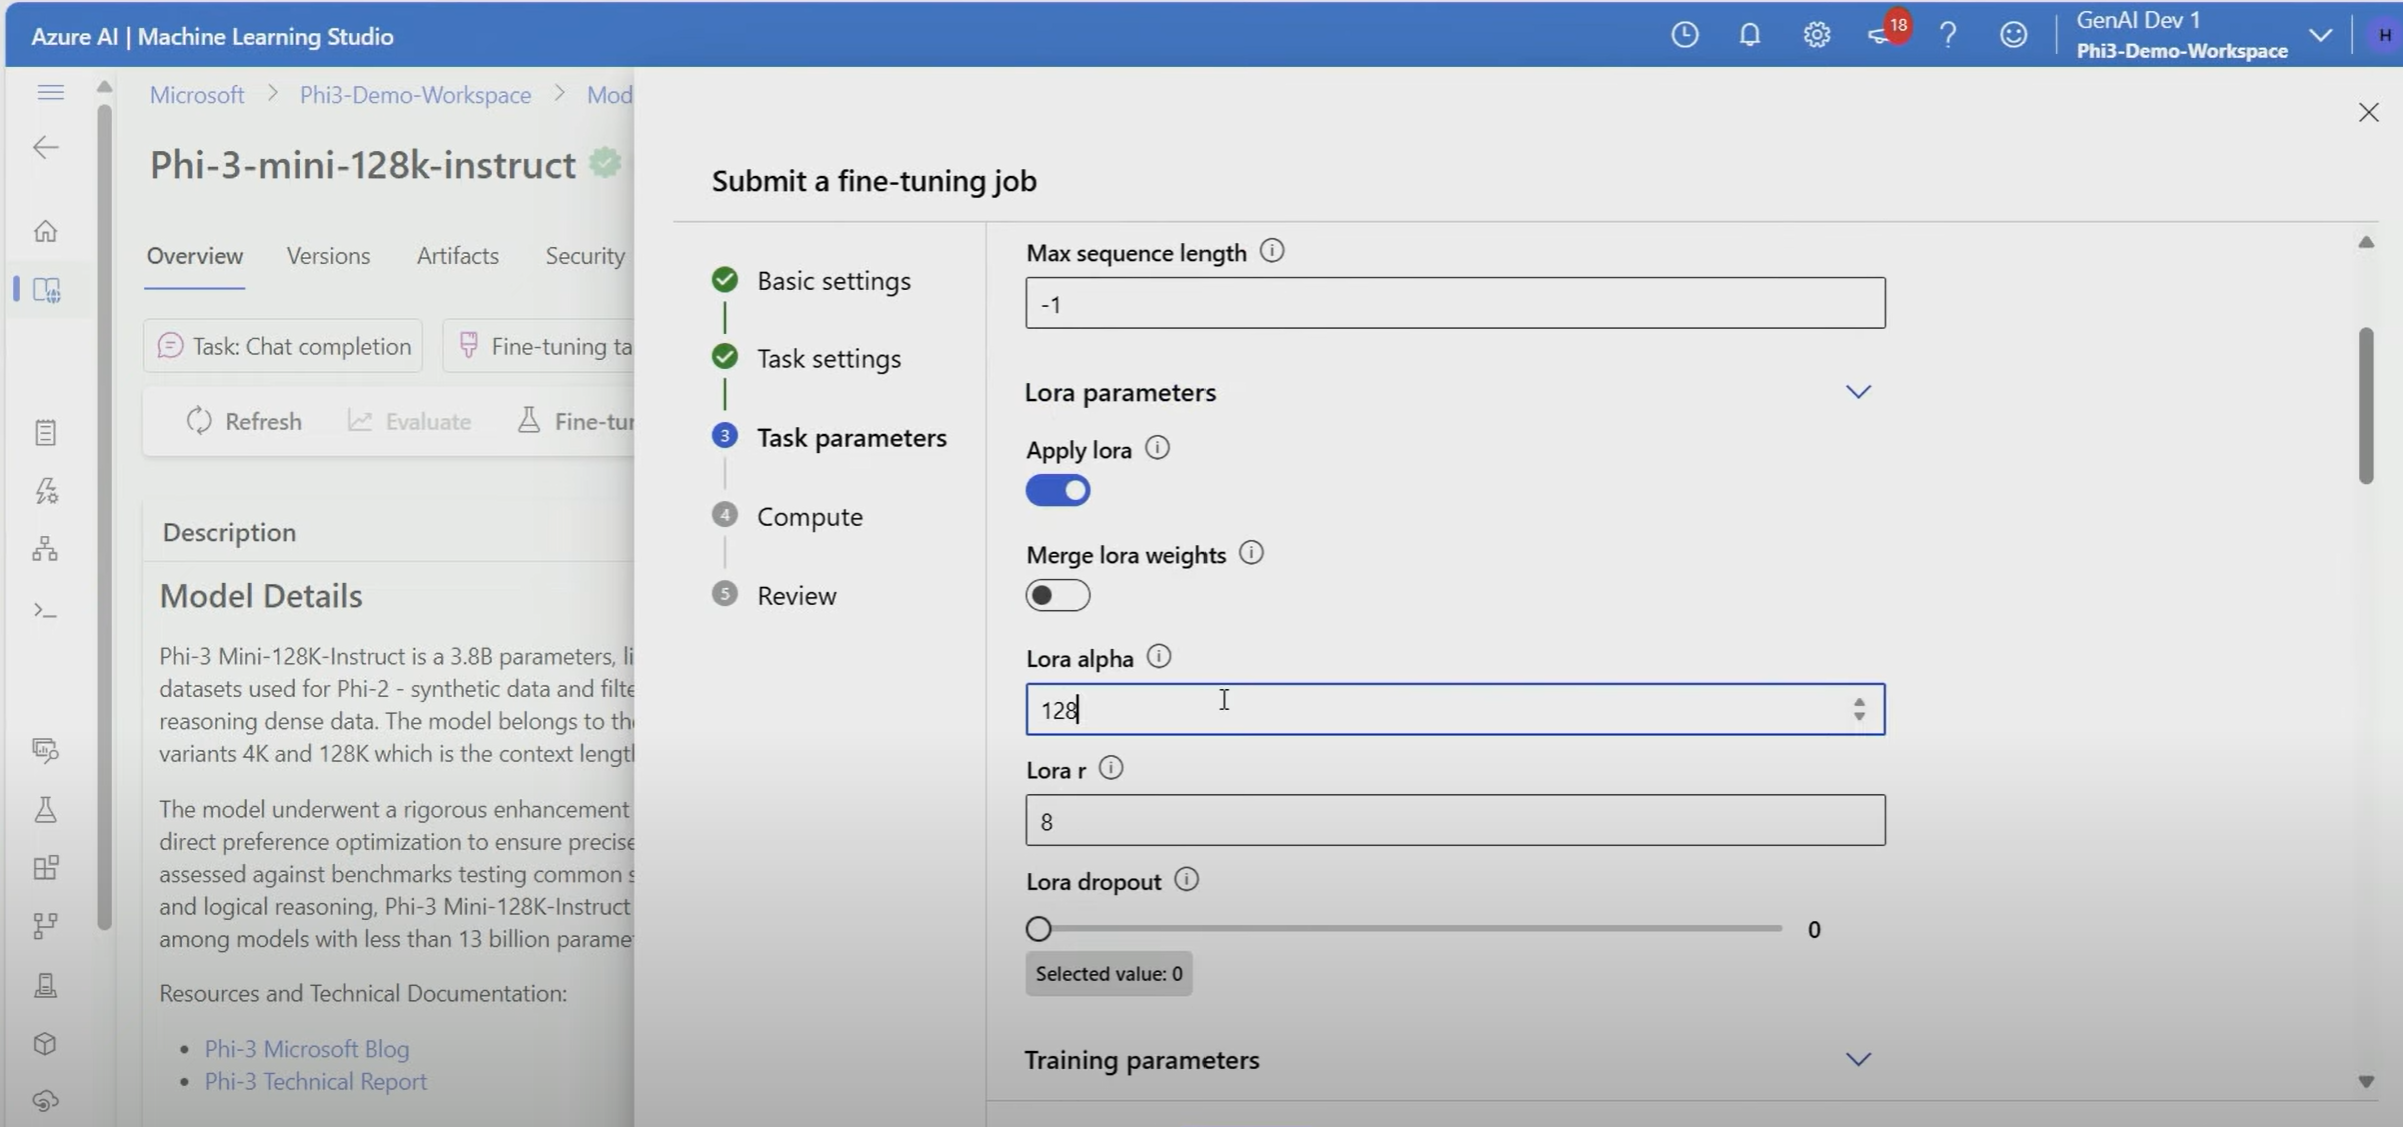 Azure AI | Machine Learning Studio
18
GenAI Dev 1
Phi3-Demo-Workspace
H
Microsoft > Phi3-Demo-Workspace > Mod
Phi-3-mini-128k-instruct
Overview Versions Artifacts Security
Task: Chat completion Fine-tuning ta
Refresh Evaluate Fine-tun
Description
Model Details
Phi-3 Mini-128K-Instruct is a 3.8B parameters, li
datasets used for Phi-2 - synthetic data and filte
reasoning dense data. The model belongs to the
variants 4K and 128K which is the context length
The model underwent a rigorous enhancement
direct preference optimization to ensure precise
assessed against benchmarks testing common s
and logical reasoning, Phi-3 Mini-128K-Instruct
among models with less than 13 billion parame
Resources and Technical Documentation:
Phi-3 Microsoft Blog
Phi-3 Technical Report
Submit a fine-tuning job
Basic settings
Task settings
3 Task parameters
4 Compute
5 Review
Max sequence length
-1
Lora parameters
Apply lora
Merge lora weights
Lora alpha
128
Lora r
8
Lora dropout
0
Selected value: 0
Training parameters